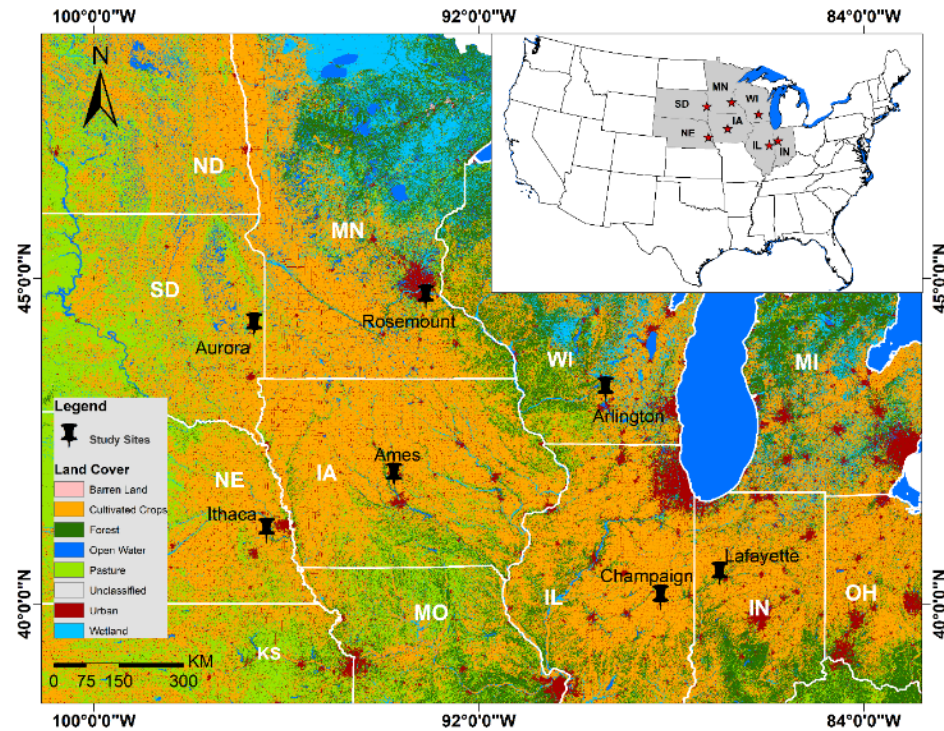 100°0'0"W 92°0'0"W 84°0'0"W
N
MN
WI
SD
IA
NE
IL
IN
ND
MN
45°0'0"N 45°0'0"N
SD
Rosemount
Aurora
WI
MI
Arlington
Legend
Study Sites
Ames
Land Cover
NE
IA
Barren Land
Cultivated Crops
Ithaca
Forest
Open Water
Lafayette
Pasture
Champaign
Unclassified
40°0'0"N 40°0'0"N
Urban
MO
IL
IN
OH
Wetland
KS
KM
0 75 150 300
100°0'0"W 92°0'0"W 84°0'0"W